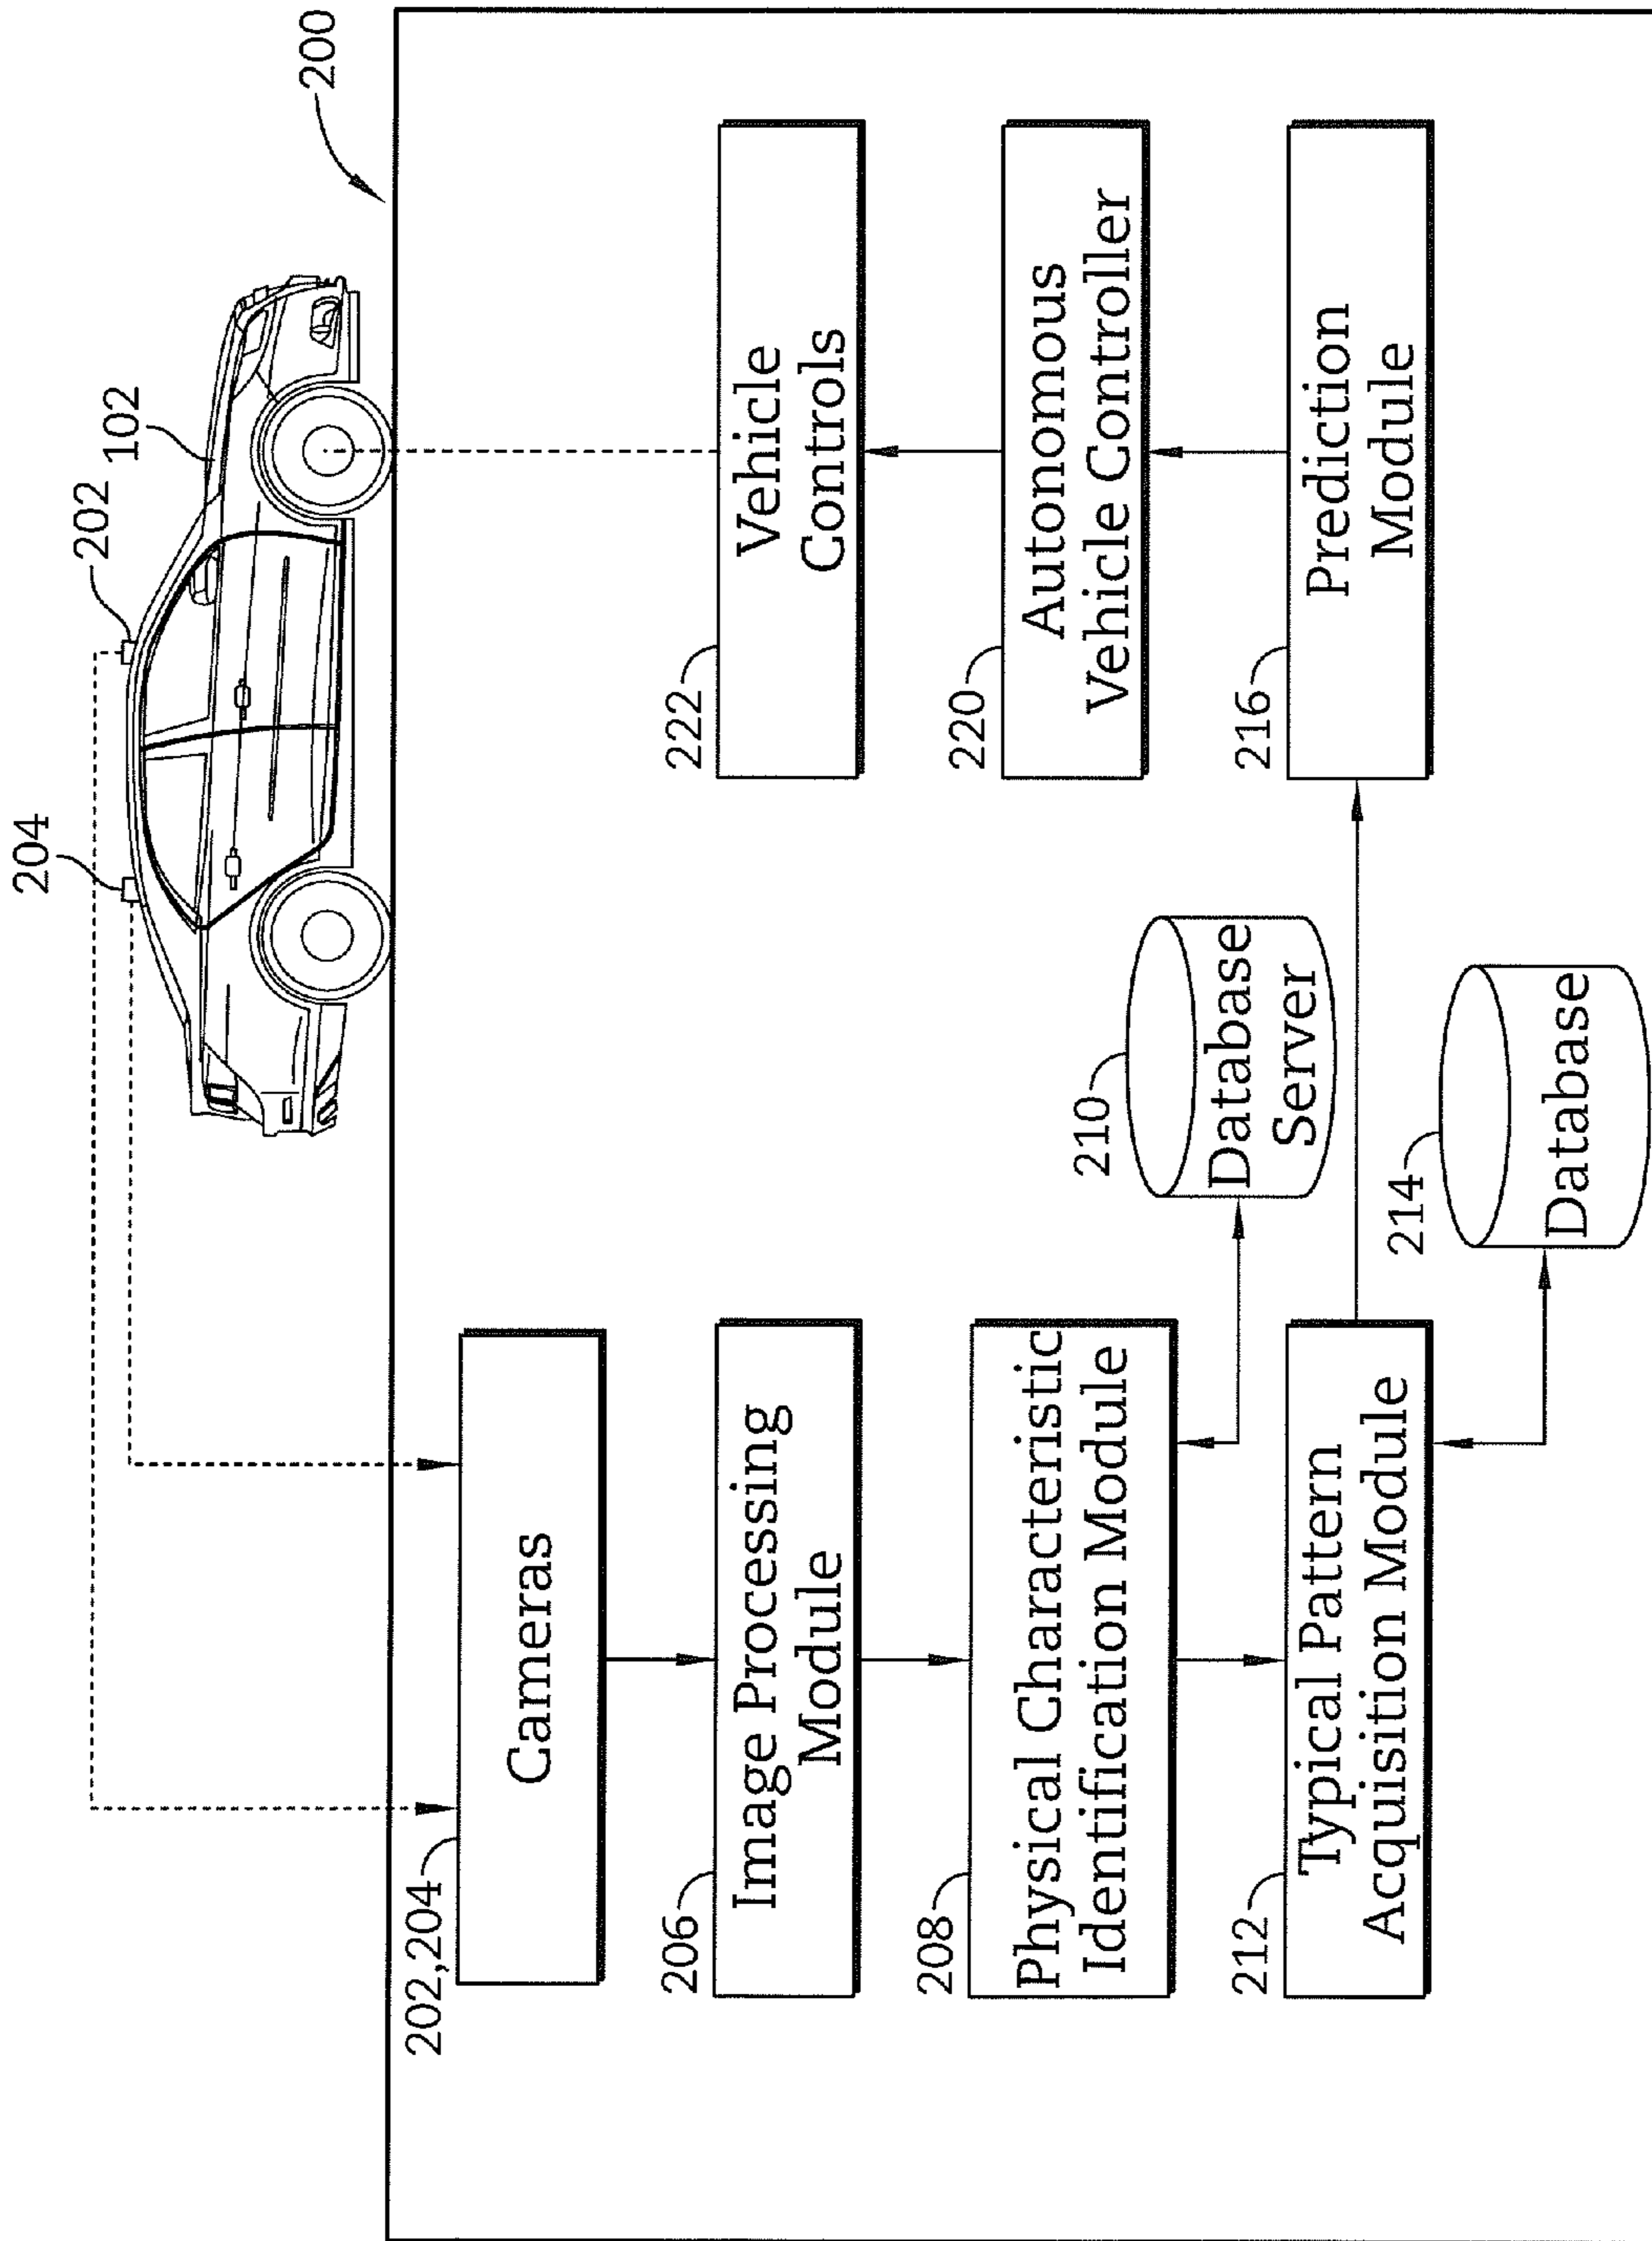 204
202
102
200
202,204
Cameras
206
Image Processing
Module
208
Physical Characteristic
Identification Module
210
Database
Server
212
Typical Pattern
Acquisition Module
214
Database
222
Vehicle
Controls
220
Autonomous
Vehicle Controller
216
Prediction
Module